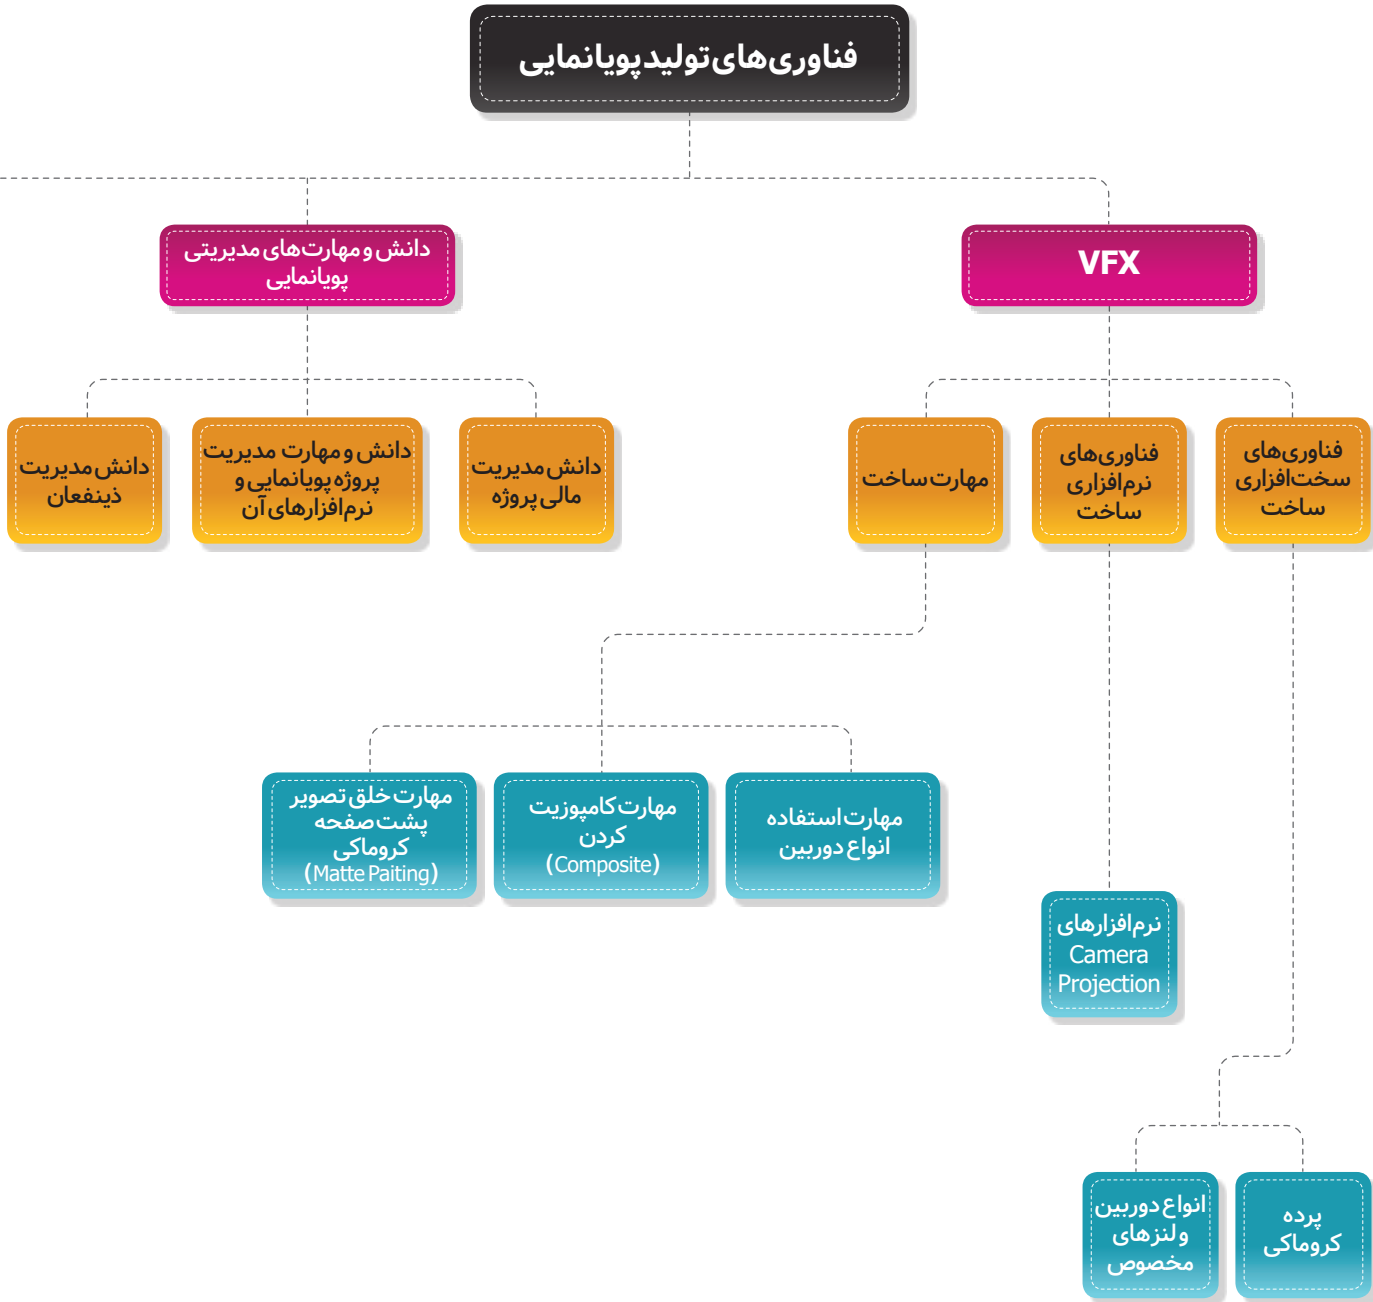 فناوری‌های تولید پویانمایی
VFX
دانش و مهارت‌های مدیریتی
پویانمایی
فناوری‌های
سخت‌افزاری
ساخت
فناوری‌های
نرم‌افزاری
ساخت
مهارت ساخت
دانش مدیریت
مالی پروژه
دانش و مهارت مدیریت
پروژه پویانمایی و
نرم‌افزارهای آن
دانش مدیریت
ذینفعان
مهارت استفاده
انواع دوربین
مهارت کامپوزیت
کردن
(Composite)
مهارت خلق تصویر
پشت صفحه
کروماکی
(Matte Paiting)
نرم‌افزارهای
Camera
Projection
پرده
کروماکی
انواع دوربین
و لنزهای
مخصوص